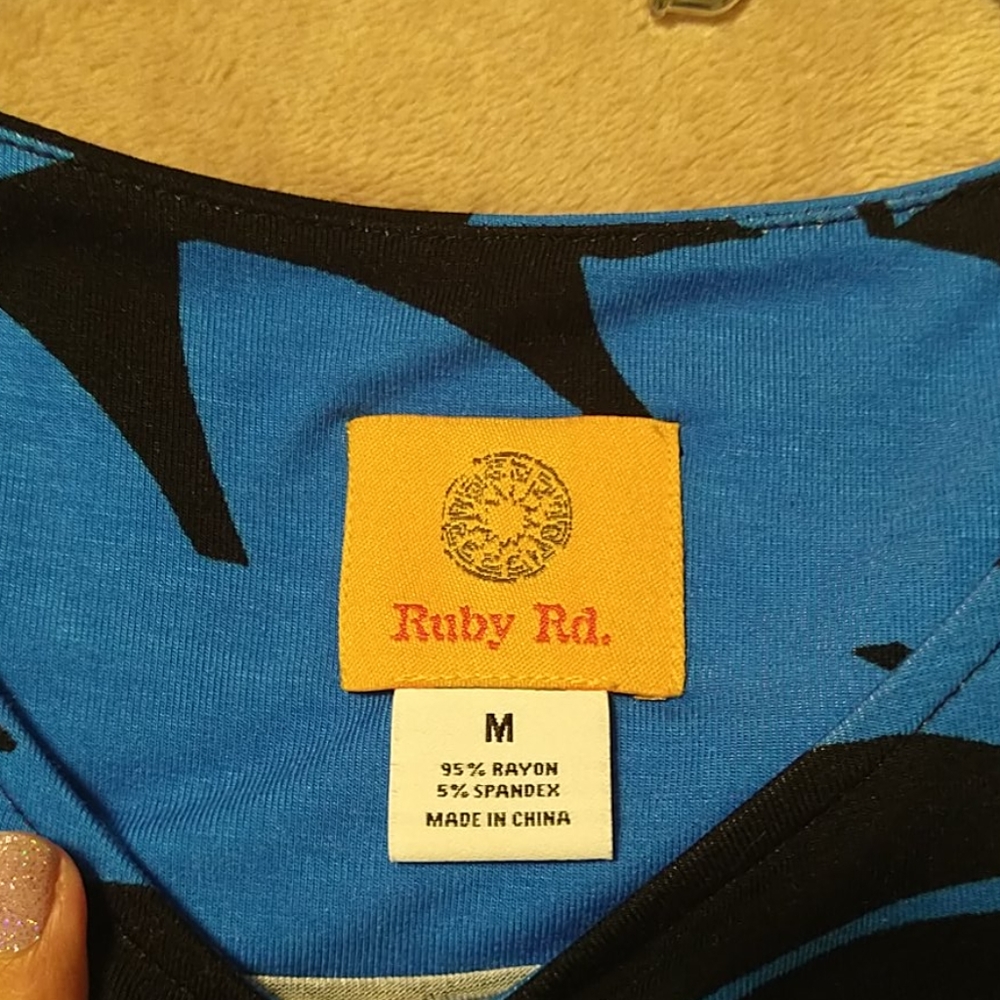 Ruby Rd.
M
95% RAYON
5% SPANDEX
MADE IN CHINA